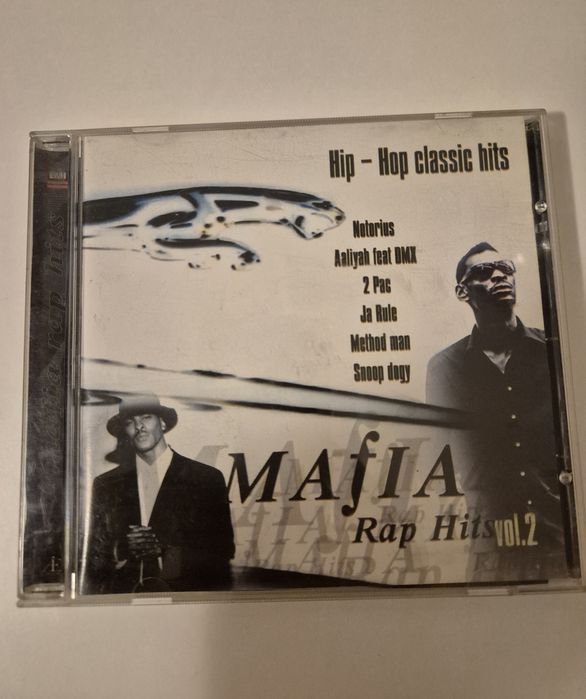 Hip – Hop classic hits
Notorius
Aaliyah feat DMX
2 Pac
Ja Rule
Method man
Snoop dogy
MAfIA
Rap Hits vol.2